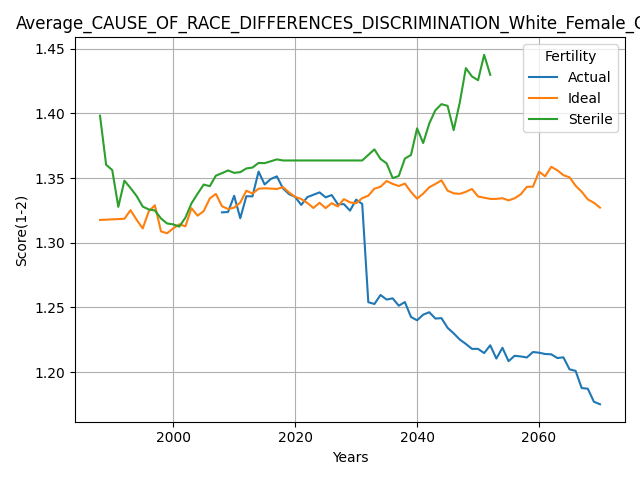 Average_CAUSE_OF_RACE_DIFFERENCES_DISCRIMINATION_White_Female_
Fertility
Actual
Ideal
Sterile
Score(1-2)
1.45
1.40
1.35
1.30
1.25
1.20
2000 2020 2040 2060
Years